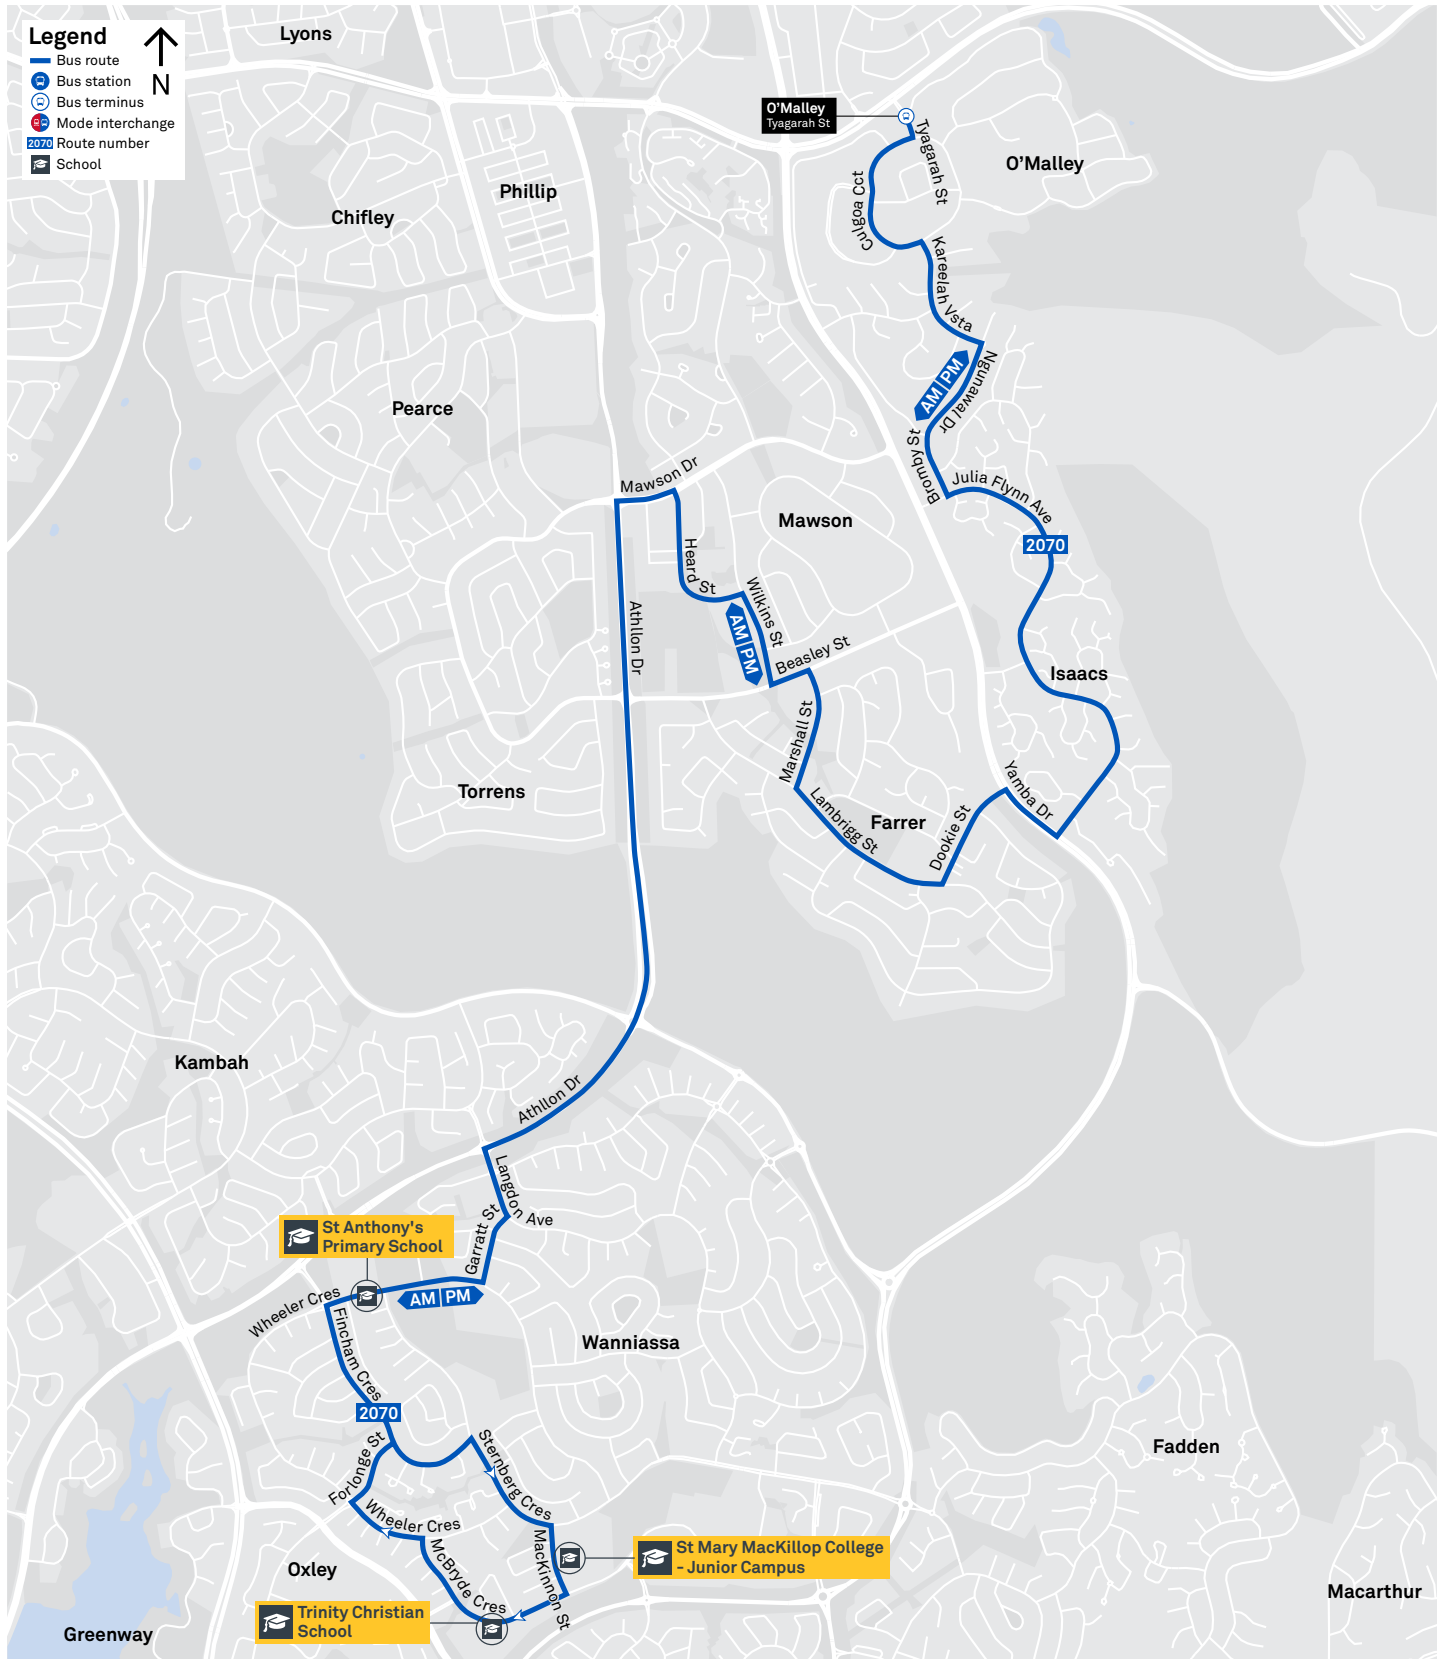 Legend
N
Bus route
Bus station
Bus terminus
Mode interchange
2070 Route number
School
Lyons
O'Malley
Tyagarah St
Tyagarah St
O'Malley
Phillip
Chifley
Culgoa Cct
Kareelah Vsta
Ngunawal Dr
AM PM
Pearce
Bromby St
Julia Flynn Ave
Mawson Dr
Mawson
2070
Heard St
Wilkins St
AM PM
Athllon Dr
Beasley St
Isaacs
Marshall St
Torrens
Lambrigg St
Farrer
Dookie St
Yamba Dr
Kambah
Athllon Dr
Langdon Ave
Garratt St
St Anthony's
Primary School
AM PM
Wheeler Cres
Fincham Cres
Wanniassa
2070
Forlonge St
Sternberg Cres
Fadden
Wheeler Cres
McBryde Cres
MacKinnon St
St Mary MacKillop College
- Junior Campus
Oxley
Trinity Christian
School
Macarthur
Greenway